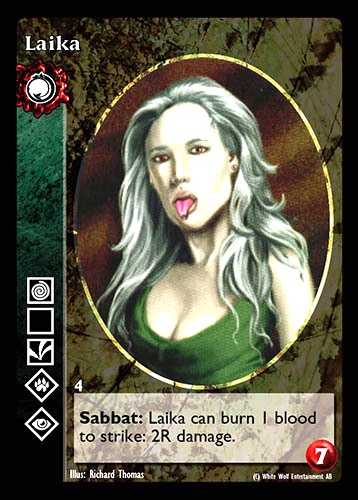 Laika
4
Sabbat: Laika can burn 1 blood
to strike: 2R damage.
7
Illus: Richard Thomas
(C) White Wolf Entertainment AB